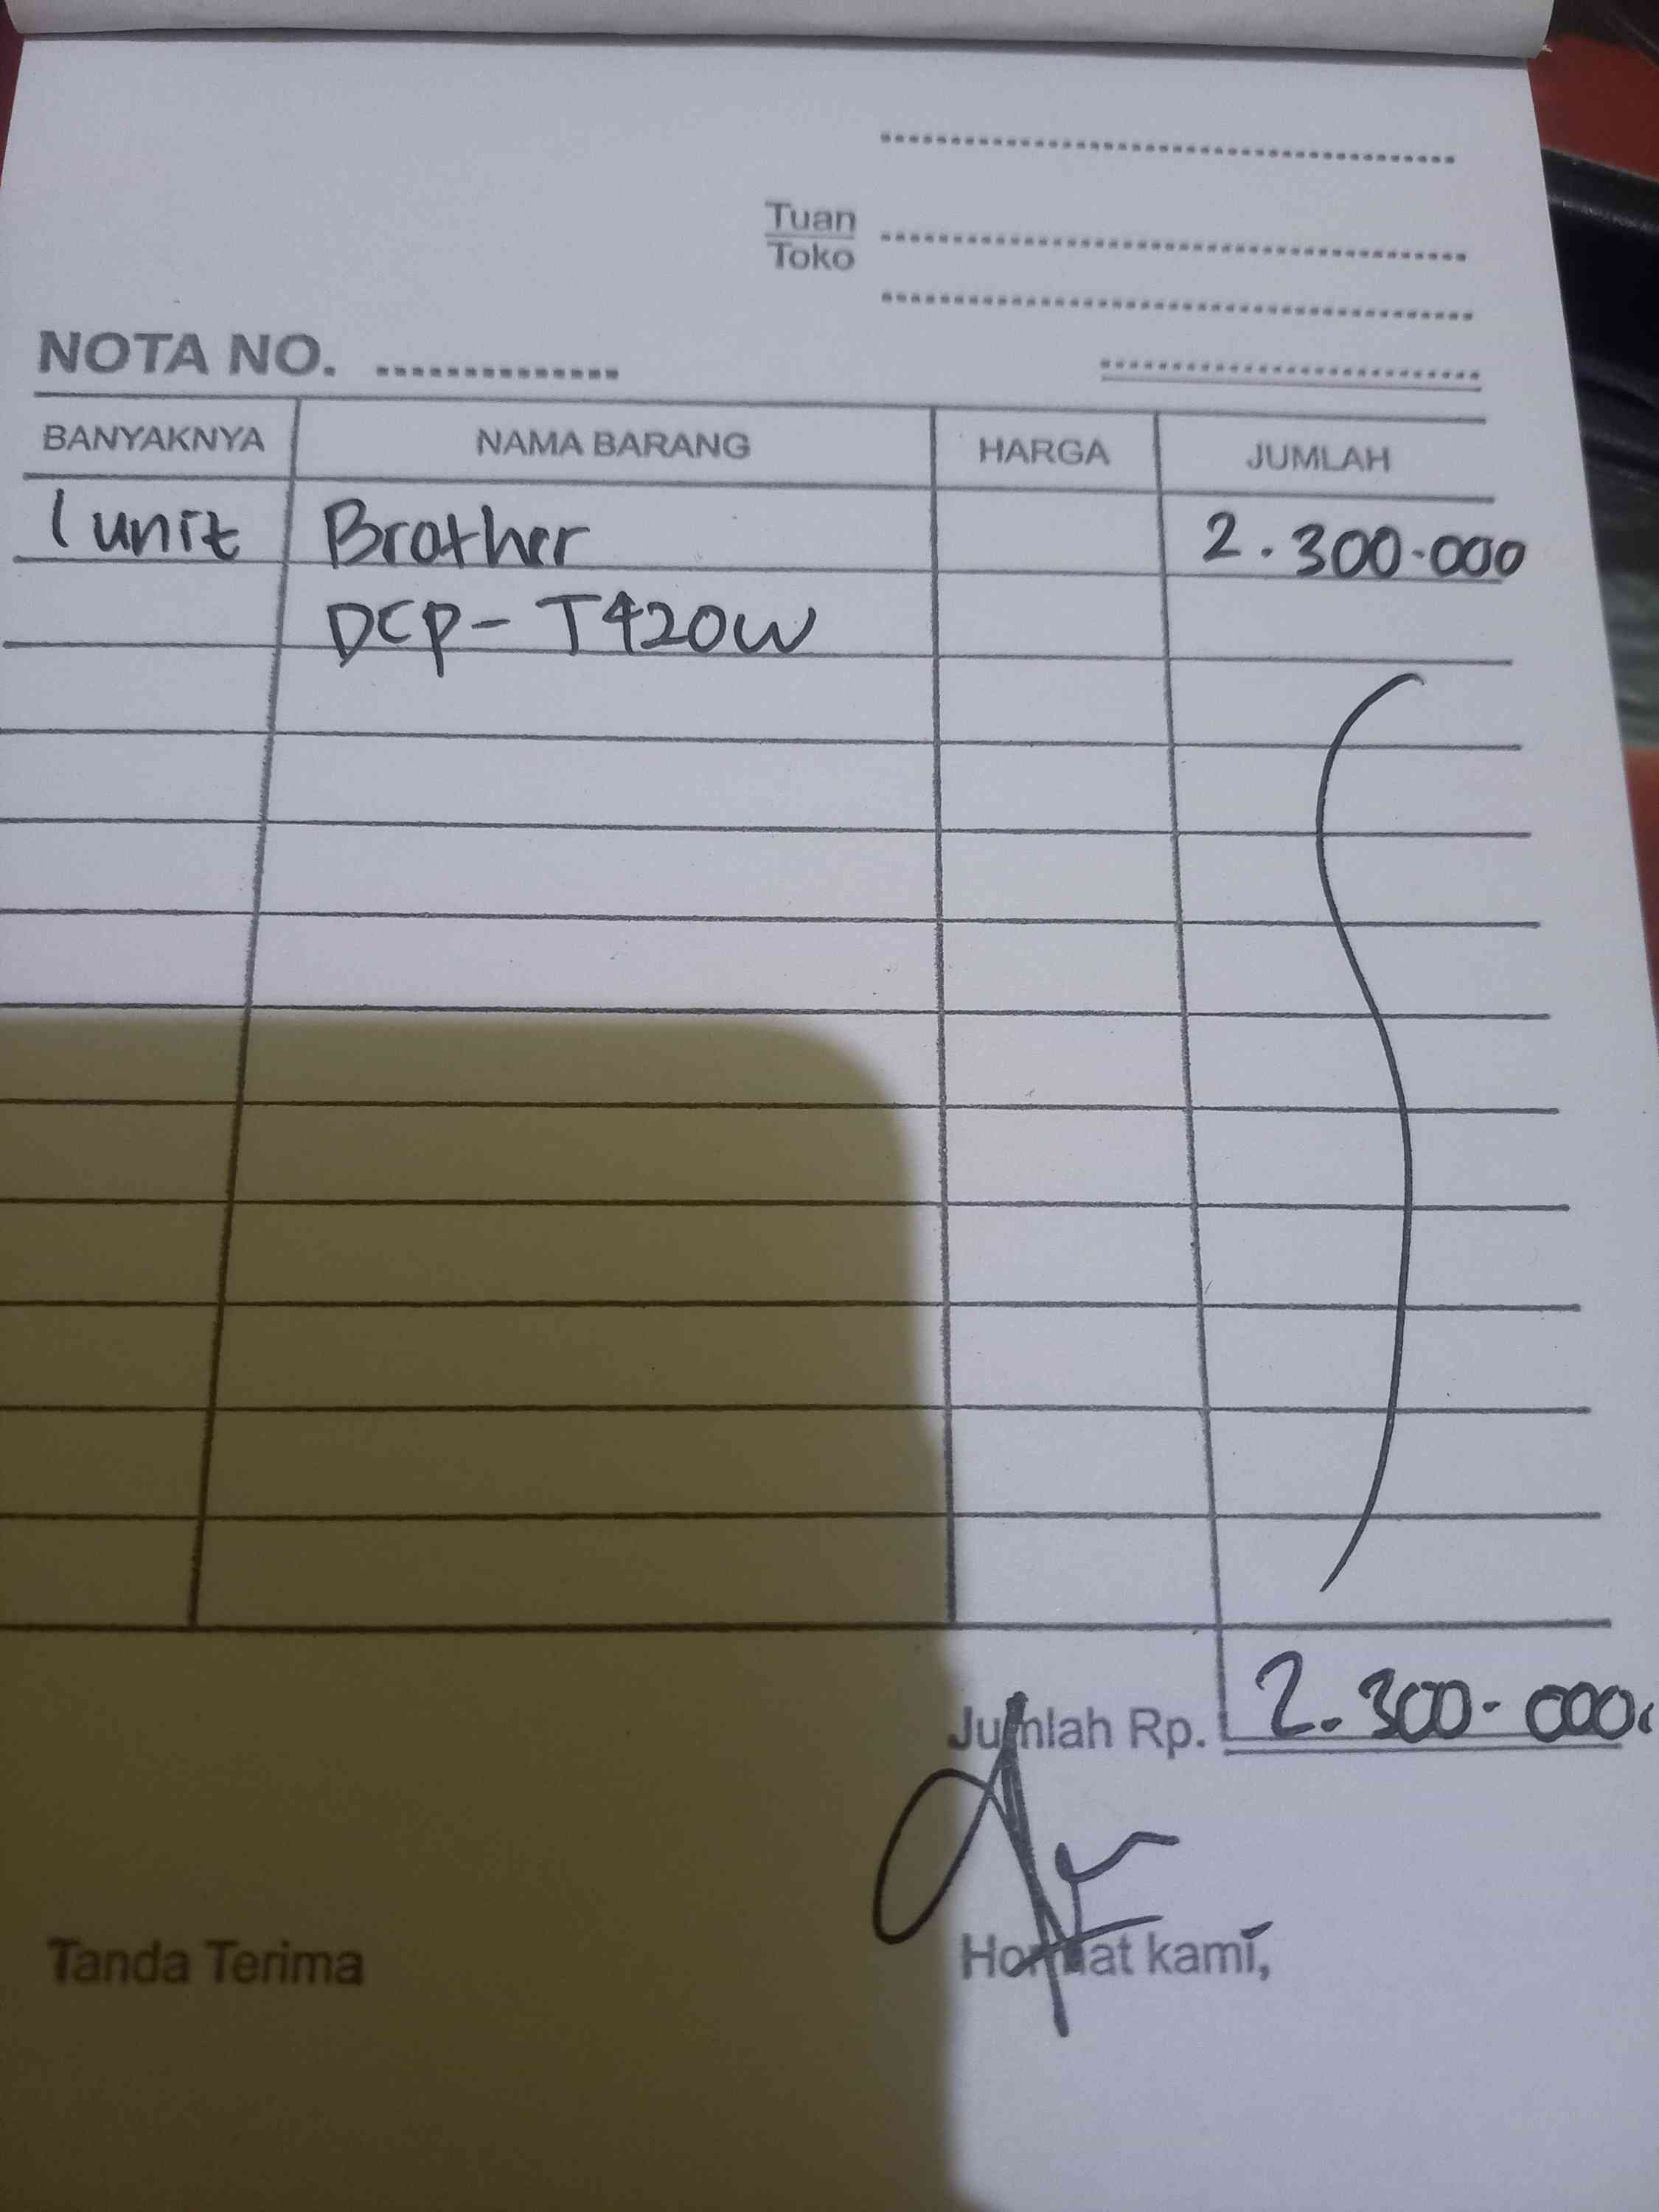 Tuan
Toko
NOTA NO.
BANYAKNYA NAMA BARANG HARGA JUMLAH
1 unit Brother 2.300.000
DCP-T420W
Jumlah Rp. 2.300.000
Tanda Terima Hormat kami,